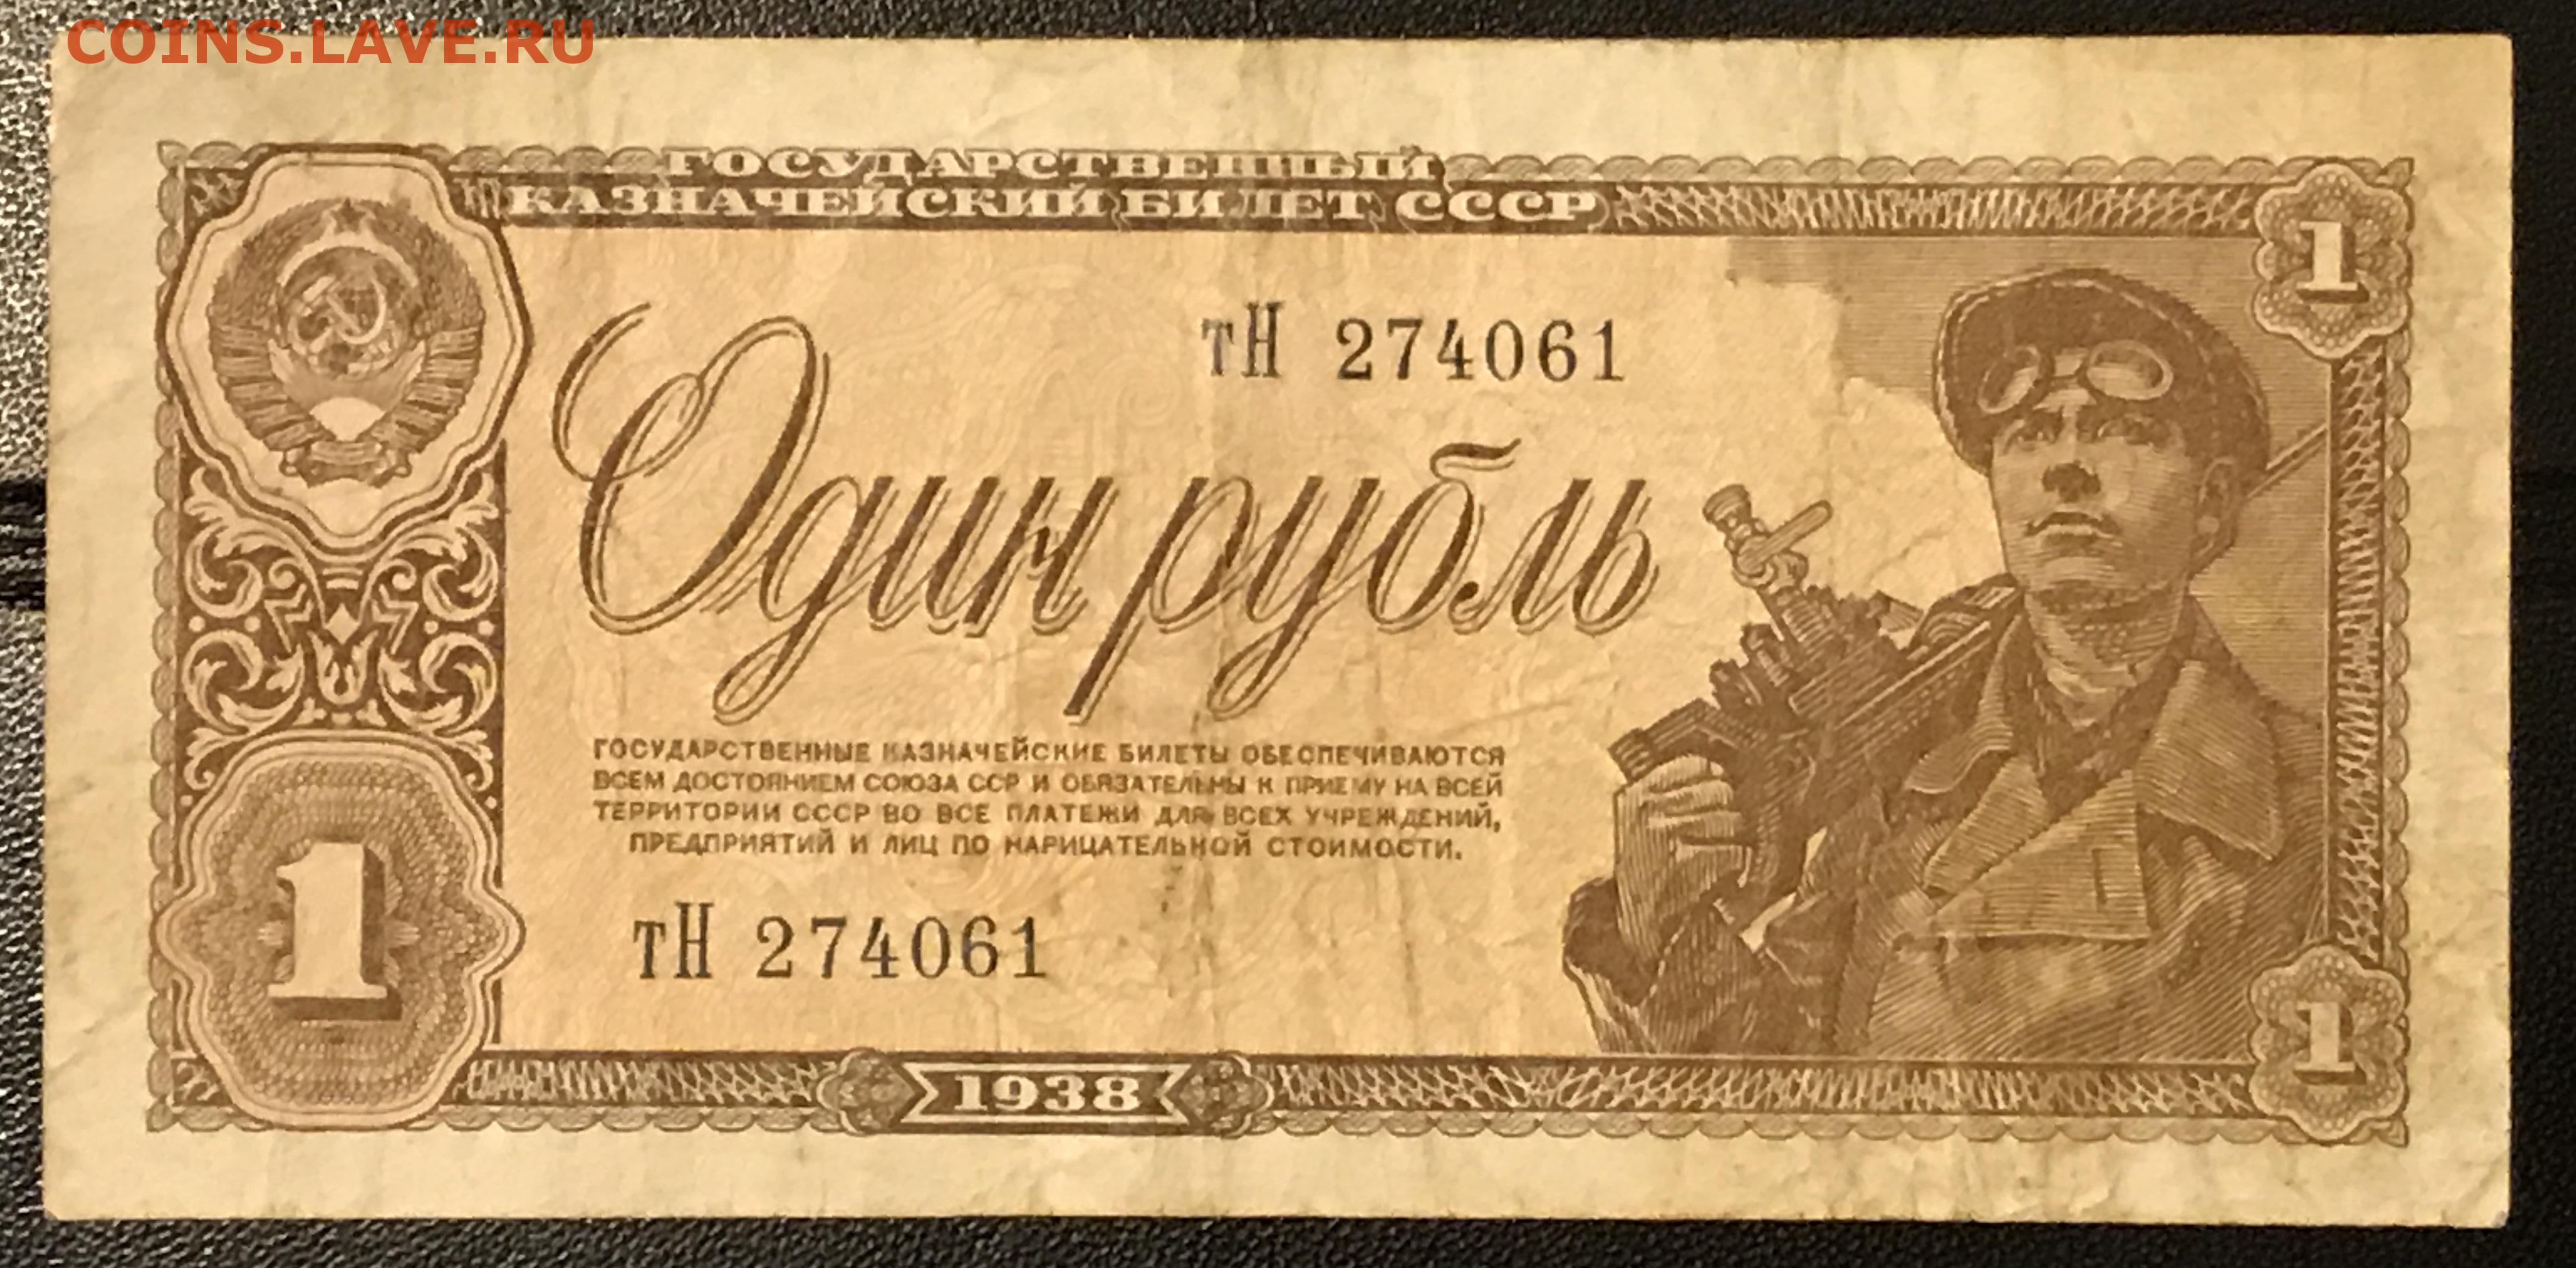 COINS.LAVE.RU
ГОСУДАРСТВЕННЫЙ
КАЗНАЧЕЙСКИЙ БИЛЕТ СССР
1
тН 274061
Один рубль
ГОСУДАРСТВЕННЫЕ КАЗНАЧЕЙСКИЕ БИЛЕТЫ ОБЕСПЕЧИВАЮТСЯ
ВСЕМ ДОСТОЯНИЕМ СОЮЗА ССР И ОБЯЗАТЕЛЬНЫ К ПРИЕМУ НА ВСЕЙ
ТЕРРИТОРИИ СССР ВО ВСЕ ПЛАТЕЖИ ДЛЯ ВСЕХ УЧРЕЖДЕНИЙ,
ПРЕДПРИЯТИЙ И ЛИЦ ПО НАРИЦАТЕЛЬНОЙ СТОИМОСТИ.
1
тН 274061
1
1938